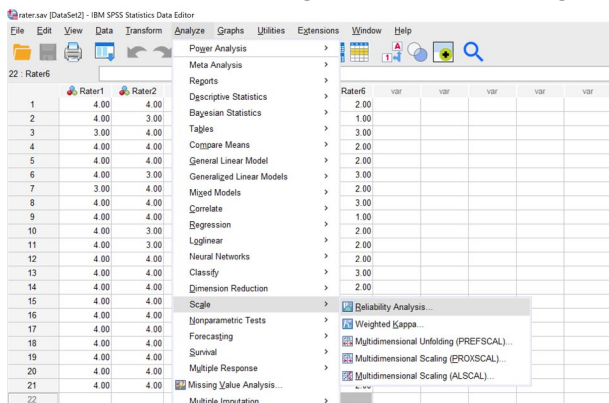 rater.sav [DataSet2] - IBM SPSS Statistics Data Editor
File Edit View Data Transform Analyze Graphs Utilities Extensions Window Help
22 : Rater6
Power Analysis
Meta Analysis
Reports
Descriptive Statistics
Bayesian Statistics
Tables
Compare Means
General Linear Model
Generalized Linear Models
Mixed Models
Correlate
Regression
Loglinear
Neural Networks
Classify
Dimension Reduction
Scale
Nonparametric Tests
Forecasting
Survival
Multiple Response
Missing Value Analysis...
Multiple Imputation
Reliability Analysis...
Weighted Kappa...
Multidimensional Unfolding (PREFSCAL)...
Multidimensional Scaling (PROXSCAL)...
Multidimensional Scaling (ALSCAL)...
Rater1 Rater2 Rater6 var var var var var
1 4.00 4.00 2.00
2 4.00 3.00 1.00
3 3.00 4.00 3.00
4 4.00 4.00 2.00
5 4.00 4.00 2.00
6 4.00 3.00 3.00
7 3.00 4.00 2.00
8 4.00 4.00 3.00
9 4.00 4.00 1.00
10 4.00 3.00 2.00
11 4.00 3.00 2.00
12 4.00 4.00 2.00
13 4.00 4.00 3.00
14 4.00 4.00 2.00
15 4.00 4.00
16 4.00 4.00
17 4.00 4.00
18 4.00 4.00
19 4.00 4.00
20 4.00 4.00
21 4.00 4.00
22